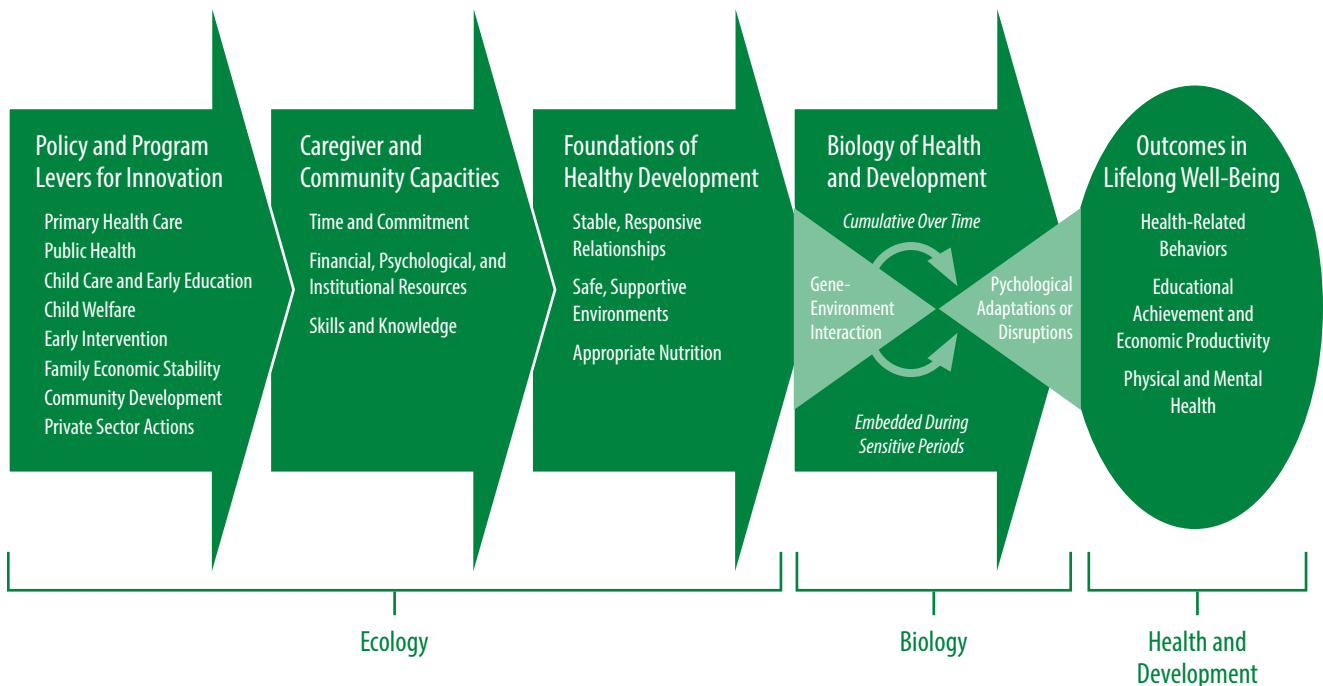 Policy and Program
Levers for Innovation
Primary Health Care
Public Health
Child Care and Early Education
Child Welfare
Early Intervention
Family Economic Stability
Community Development
Private Sector Actions
Caregiver and
Community Capacities
Time and Commitment
Financial, Psychological, and
Institutional Resources
Skills and Knowledge
Foundations of
Healthy Development
Stable, Responsive
Relationships
Safe, Supportive
Environments
Appropriate Nutrition
Biology of Health
and Development
Cumulative Over Time
Gene-
Environment
Interaction
Pychological
Adaptations or
Disruptions
Embedded During
Sensitive Periods
Outcomes in
Lifelong Well-Being
Health-Related
Behaviors
Educational
Achievement and
Economic Productivity
Physical and Mental
Health
Ecology
Biology
Health and
Development